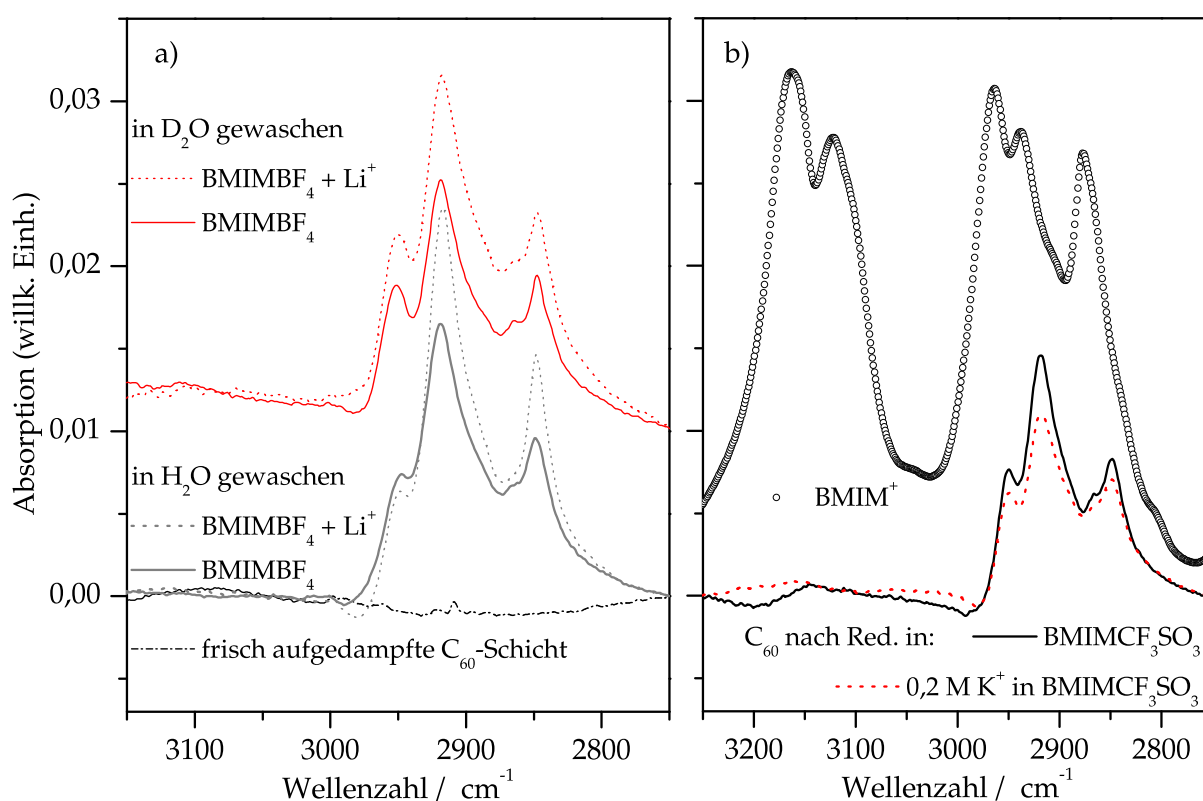 a)
in D₂O gewaschen
BMIMBF₄ + Li⁺
BMIMBF₄
in H₂O gewaschen
BMIMBF₄ + Li⁺
BMIMBF₄
frisch aufgedampfte C₆₀-Schicht
Absorption (willk. Einh.)
0,03
0,02
0,01
0,00
3100
3000
2900
2800
Wellenzahl / cm⁻¹
b)
BMIM⁺
C₆₀ nach Red. in:
BMIMCF₃SO₃
0,2 M K⁺ in BMIMCF₃SO₃
3200
3100
3000
2900
2800
Wellenzahl / cm⁻¹